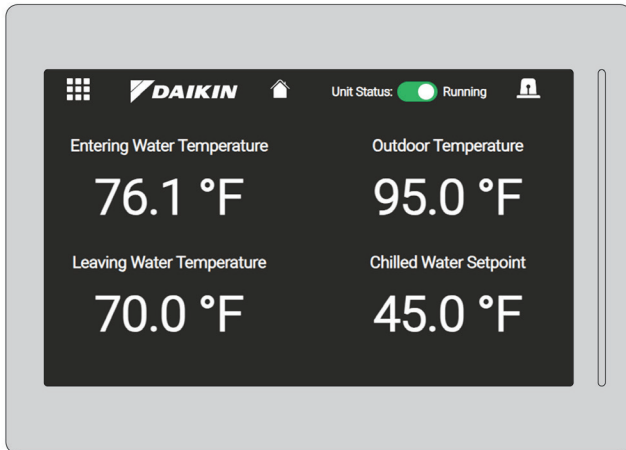 DAIKIN Unit Status: Running
Entering Water Temperature Outdoor Temperature
76.1 °F 95.0 °F
Leaving Water Temperature Chilled Water Setpoint
70.0 °F 45.0 °F